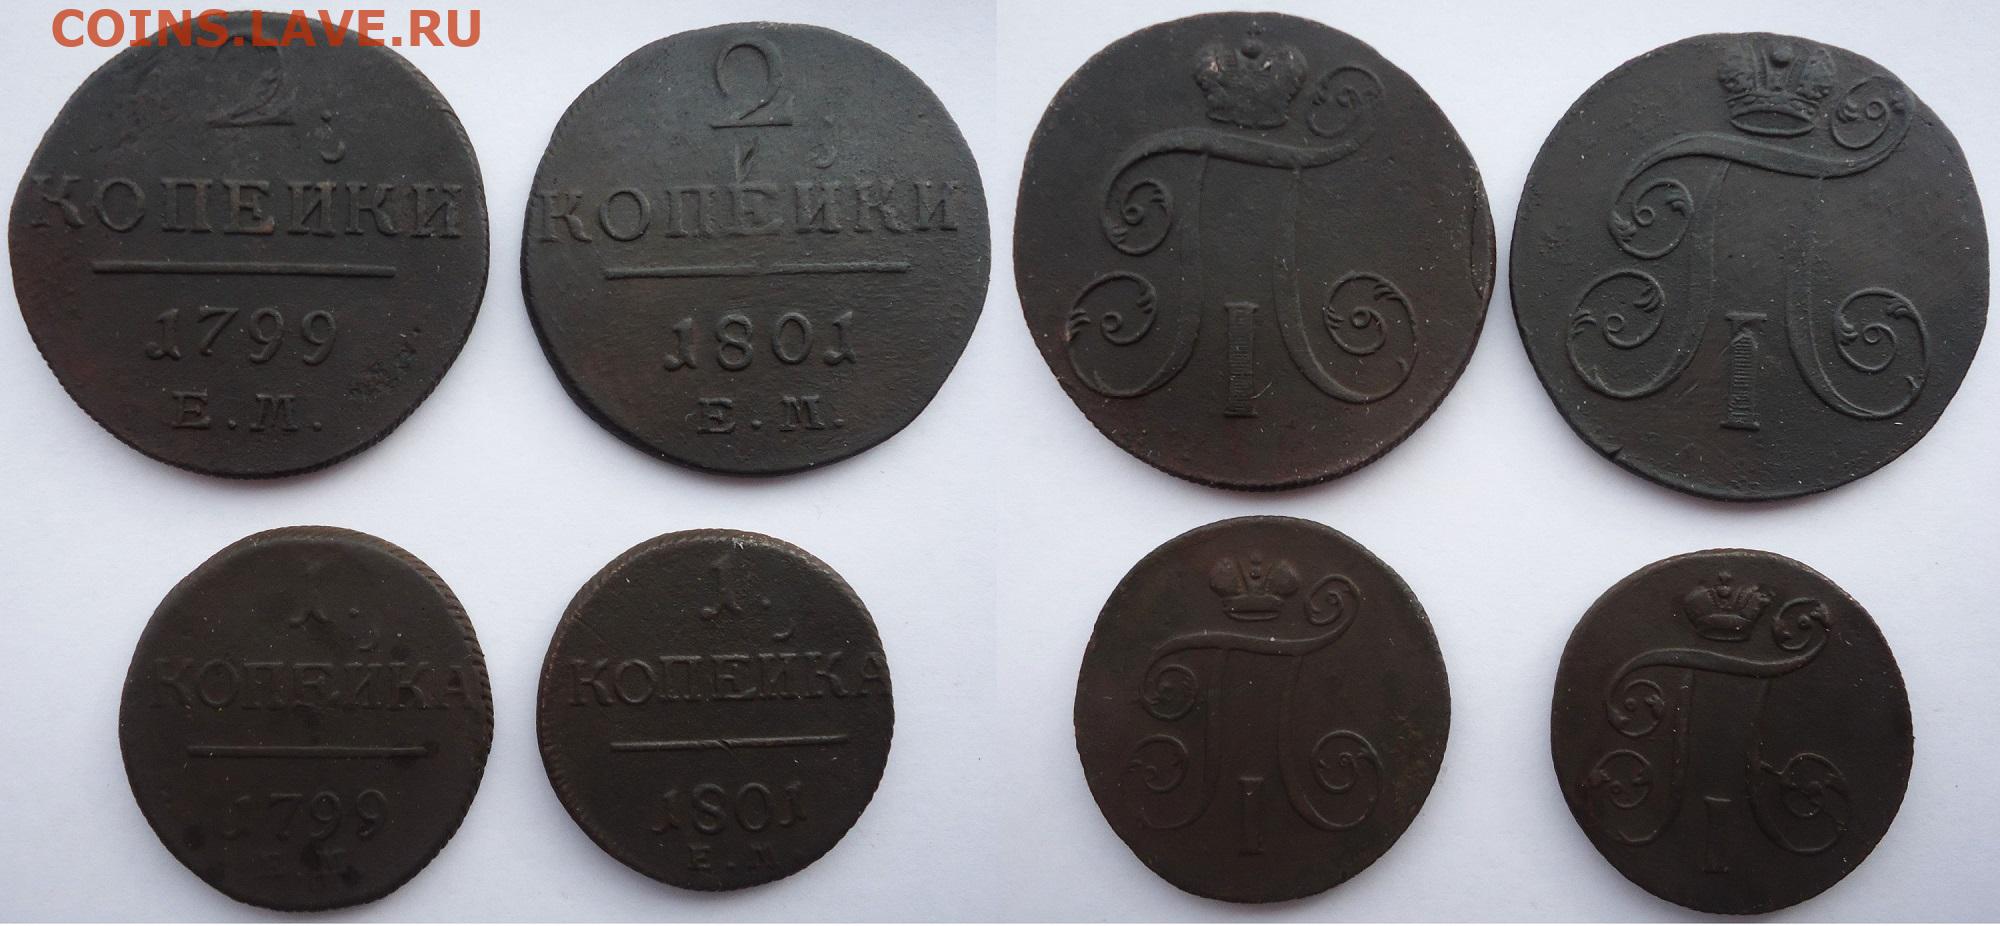 COINS.LAVE.RU
2
КОПЕЙКИ
1799
Е.М.
2
КОПЕЙКИ
1801
Е.М.
П
I
П
I
1.
КОПЕЙКА
1799
Е.М
1.
КОПЕЙКА
1801
Е.М
П
I
П
I